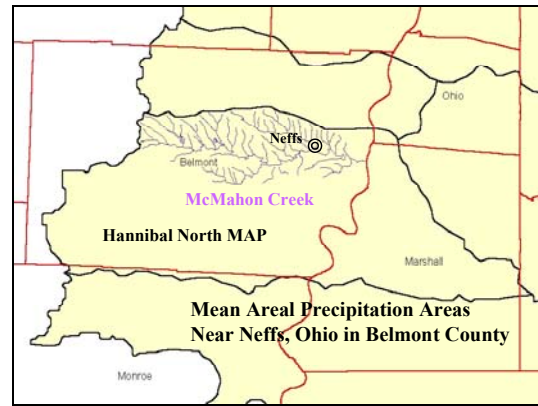 Ohio
Neffs
Belmont
McMahon Creek
Hannibal North MAP
Marshall
Mean Areal Precipitation Areas
Near Neffs, Ohio in Belmont County
Monroe